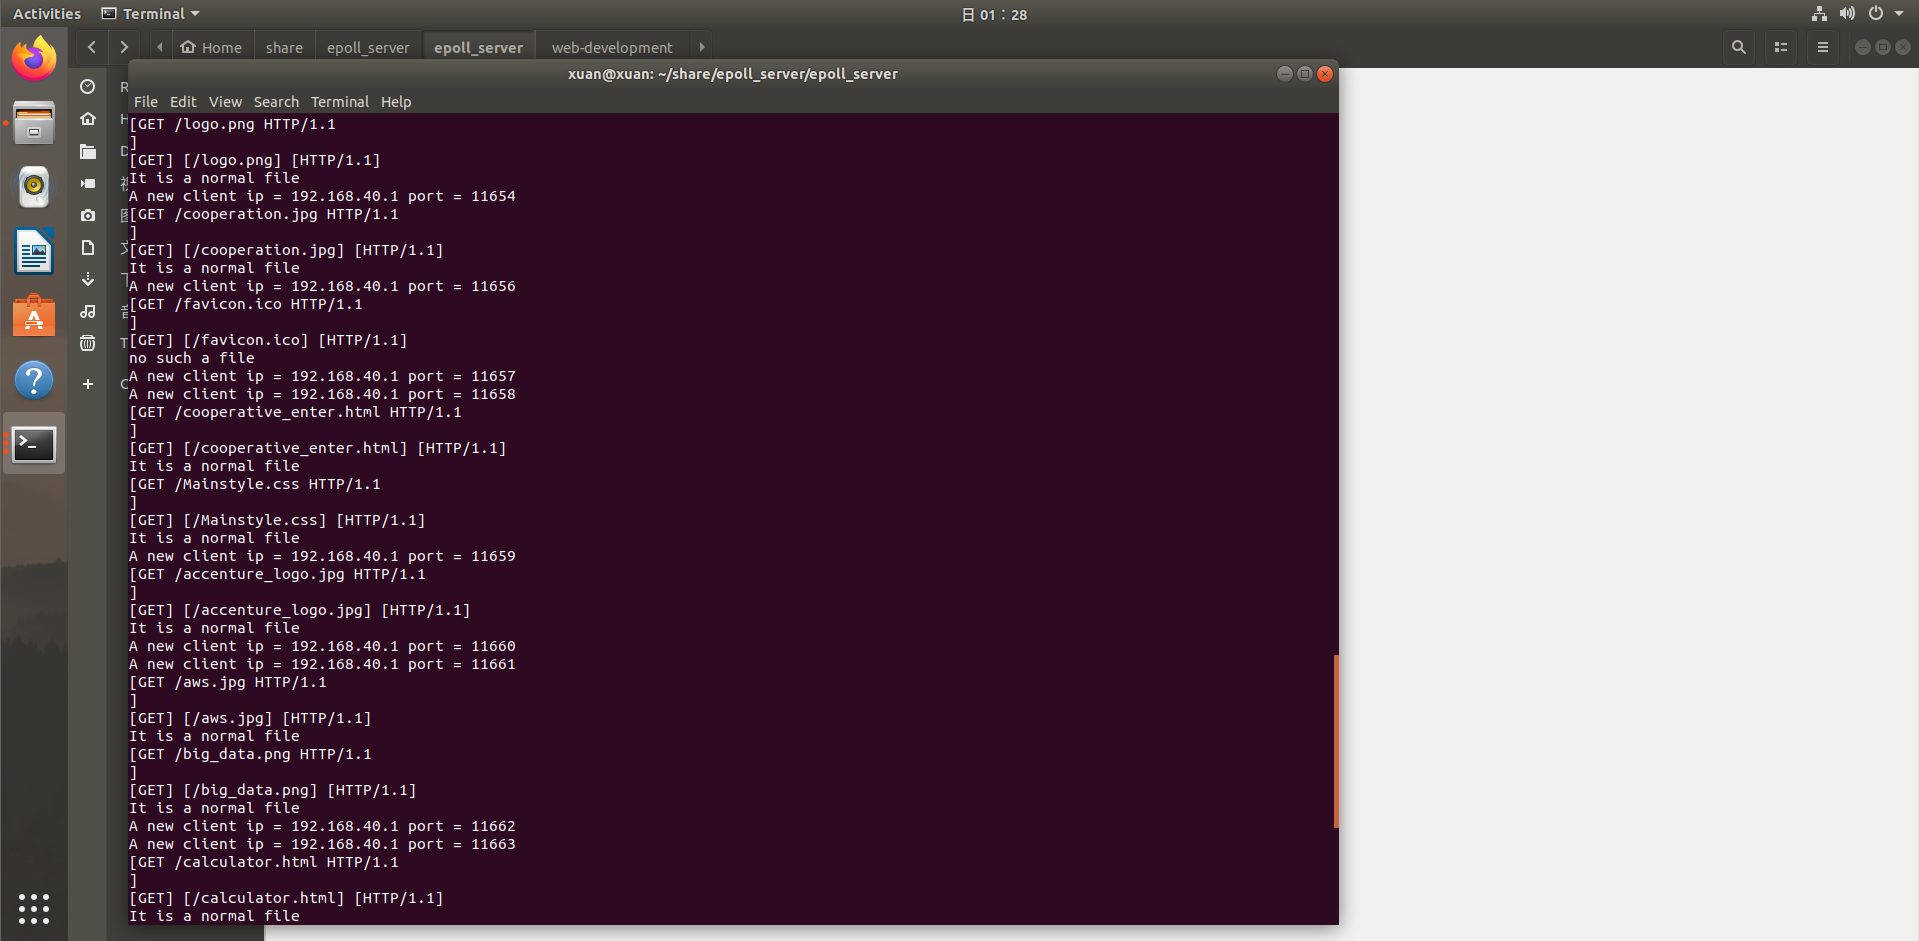 Activities Terminal 日 01：28
Home share epoll_server epoll_server web-development
xuan@xuan: ~/share/epoll_server/epoll_server
File Edit View Search Terminal Help
[GET /logo.png HTTP/1.1
]
[GET] [/logo.png] [HTTP/1.1]
It is a normal file
A new client ip = 192.168.40.1 port = 11654
[GET /cooperation.jpg HTTP/1.1
]
[GET] [/cooperation.jpg] [HTTP/1.1]
It is a normal file
A new client ip = 192.168.40.1 port = 11656
[GET /favicon.ico HTTP/1.1
]
[GET] [/favicon.ico] [HTTP/1.1]
no such a file
A new client ip = 192.168.40.1 port = 11657
A new client ip = 192.168.40.1 port = 11658
[GET /cooperative_enter.html HTTP/1.1
]
[GET] [/cooperative_enter.html] [HTTP/1.1]
It is a normal file
[GET /Mainstyle.css HTTP/1.1
]
[GET] [/Mainstyle.css] [HTTP/1.1]
It is a normal file
A new client ip = 192.168.40.1 port = 11659
[GET /accenture_logo.jpg HTTP/1.1
]
[GET] [/accenture_logo.jpg] [HTTP/1.1]
It is a normal file
A new client ip = 192.168.40.1 port = 11660
A new client ip = 192.168.40.1 port = 11661
[GET /aws.jpg HTTP/1.1
]
[GET] [/aws.jpg] [HTTP/1.1]
It is a normal file
[GET /big_data.png HTTP/1.1
]
[GET] [/big_data.png] [HTTP/1.1]
It is a normal file
A new client ip = 192.168.40.1 port = 11662
A new client ip = 192.168.40.1 port = 11663
[GET /calculator.html HTTP/1.1
]
[GET] [/calculator.html] [HTTP/1.1]
It is a normal file